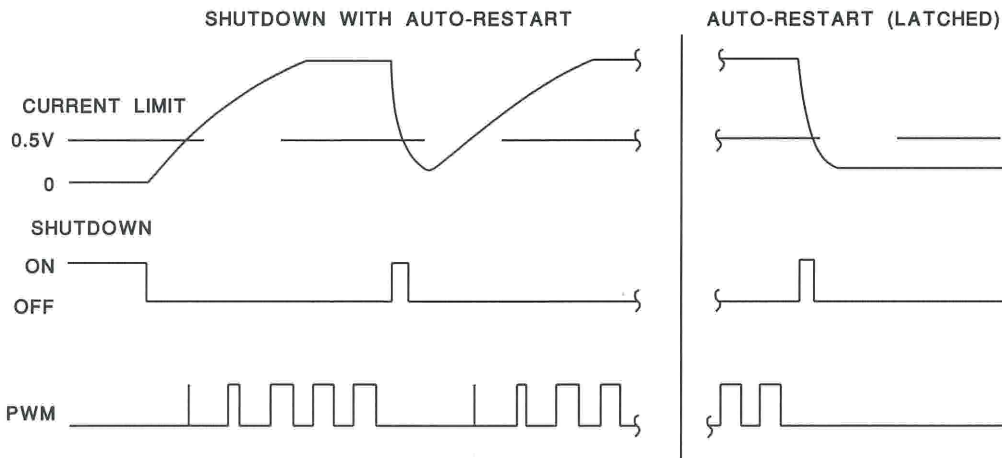 SHUTDOWN WITH AUTO-RESTART
AUTO-RESTART (LATCHED)
CURRENT LIMIT
0.5V
0
SHUTDOWN
ON
OFF
PWM